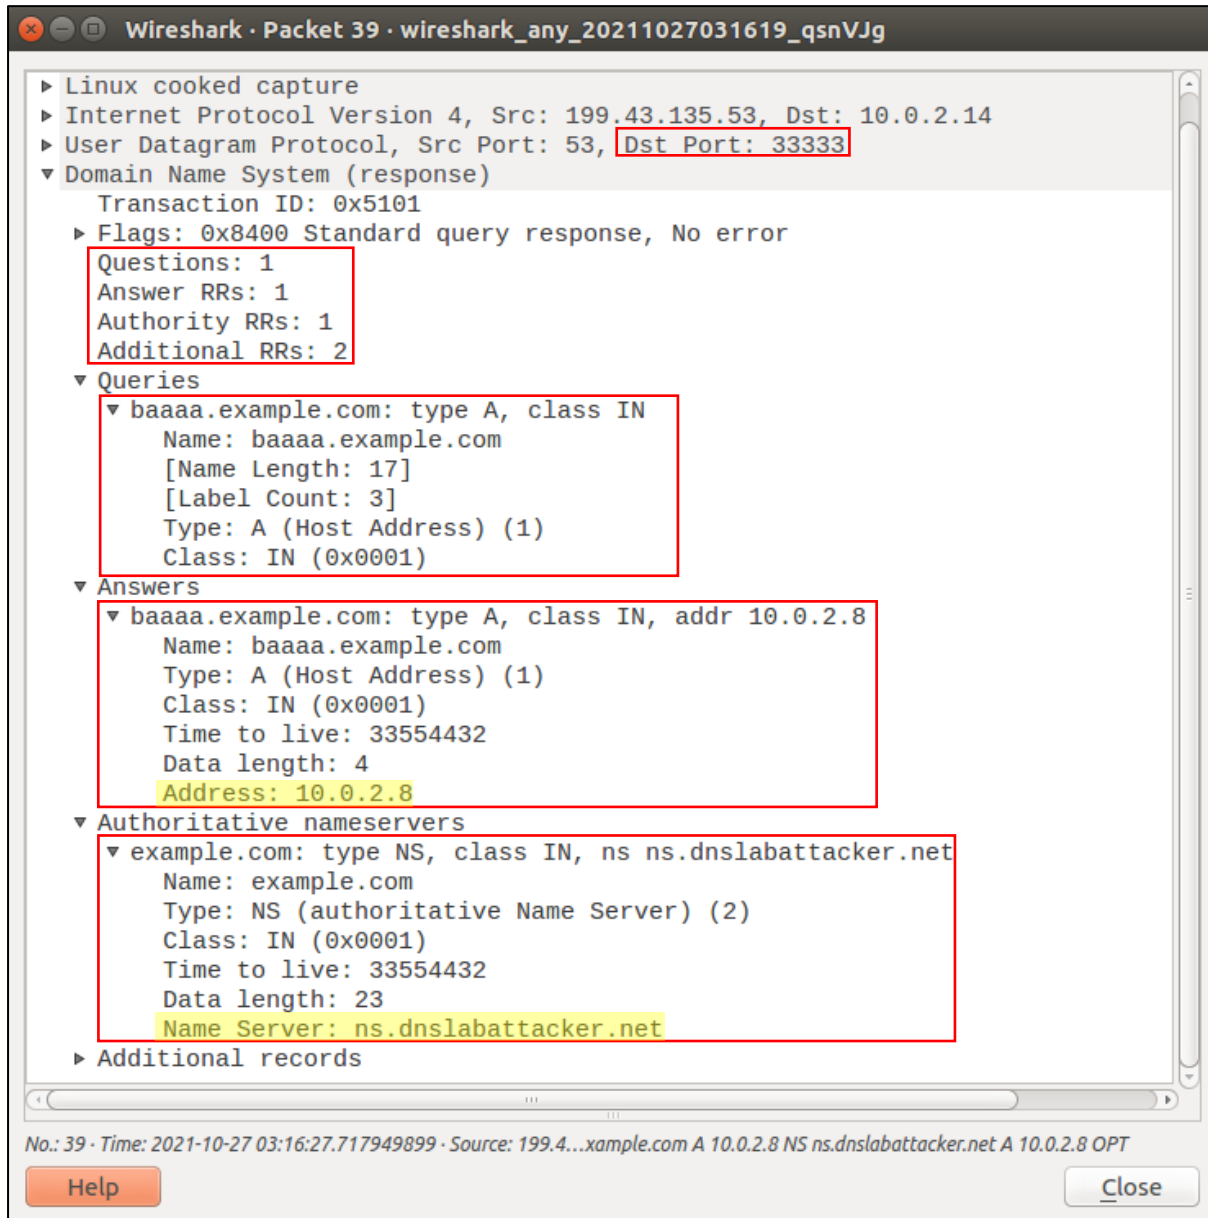 Wireshark · Packet 39 · wireshark_any_20211027031619_qsnVJg
Linux cooked capture
Internet Protocol Version 4, Src: 199.43.135.53, Dst: 10.0.2.14
User Datagram Protocol, Src Port: 53, Dst Port: 33333
Domain Name System (response)
Transaction ID: 0x5101
Flags: 0x8400 Standard query response, No error
Questions: 1
Answer RRs: 1
Authority RRs: 1
Additional RRs: 2
Queries
baaaa.example.com: type A, class IN
Name: baaaa.example.com
[Name Length: 17]
[Label Count: 3]
Type: A (Host Address) (1)
Class: IN (0x0001)
Answers
baaaa.example.com: type A, class IN, addr 10.0.2.8
Name: baaaa.example.com
Type: A (Host Address) (1)
Class: IN (0x0001)
Time to live: 33554432
Data length: 4
Address: 10.0.2.8
Authoritative nameservers
example.com: type NS, class IN, ns ns.dnslabattacker.net
Name: example.com
Type: NS (authoritative Name Server) (2)
Class: IN (0x0001)
Time to live: 33554432
Data length: 23
Name Server: ns.dnslabattacker.net
Additional records
No.: 39 · Time: 2021-10-27 03:16:27.717949899 · Source: 199.4…xample.com A 10.0.2.8 NS ns.dnslabattacker.net A 10.0.2.8 OPT
Help
Close